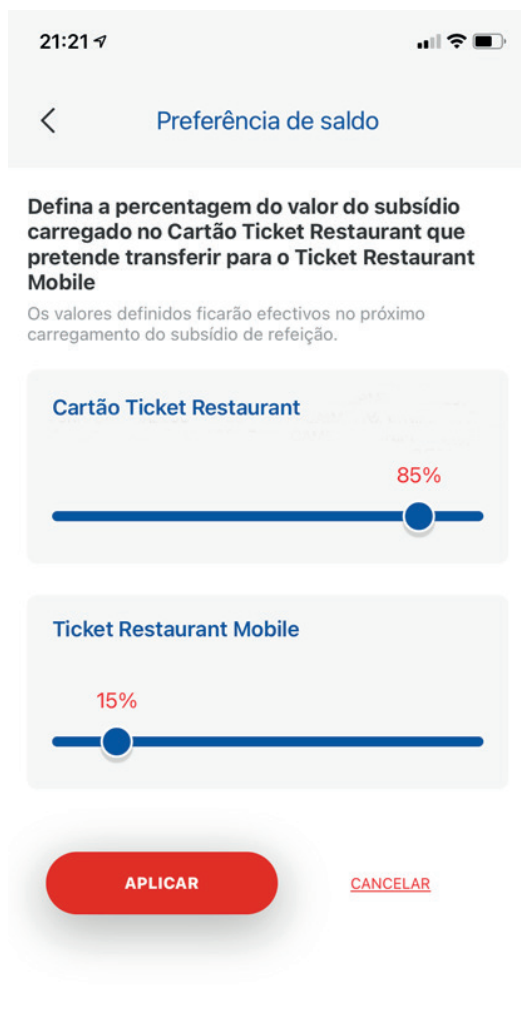 21:21
Preferência de saldo
Defina a percentagem do valor do subsídio
carregado no Cartão Ticket Restaurant que
pretende transferir para o Ticket Restaurant
Mobile
Os valores definidos ficarão efectivos no próximo
carregamento do subsídio de refeição.
Cartão Ticket Restaurant
85%
Ticket Restaurant Mobile
15%
APLICAR
CANCELAR